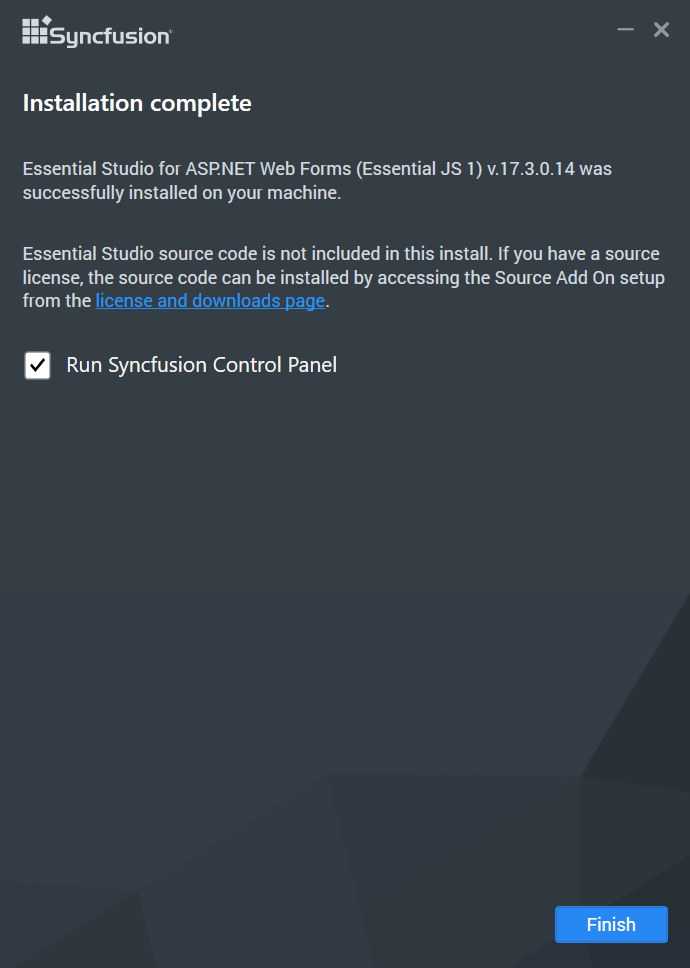 Syncfusion®
Installation complete
Essential Studio for ASP.NET Web Forms (Essential JS 1) v.17.3.0.14 was
successfully installed on your machine.
Essential Studio source code is not included in this install. If you have a source
license, the source code can be installed by accessing the Source Add On setup
from the license and downloads page.
Run Syncfusion Control Panel
Finish